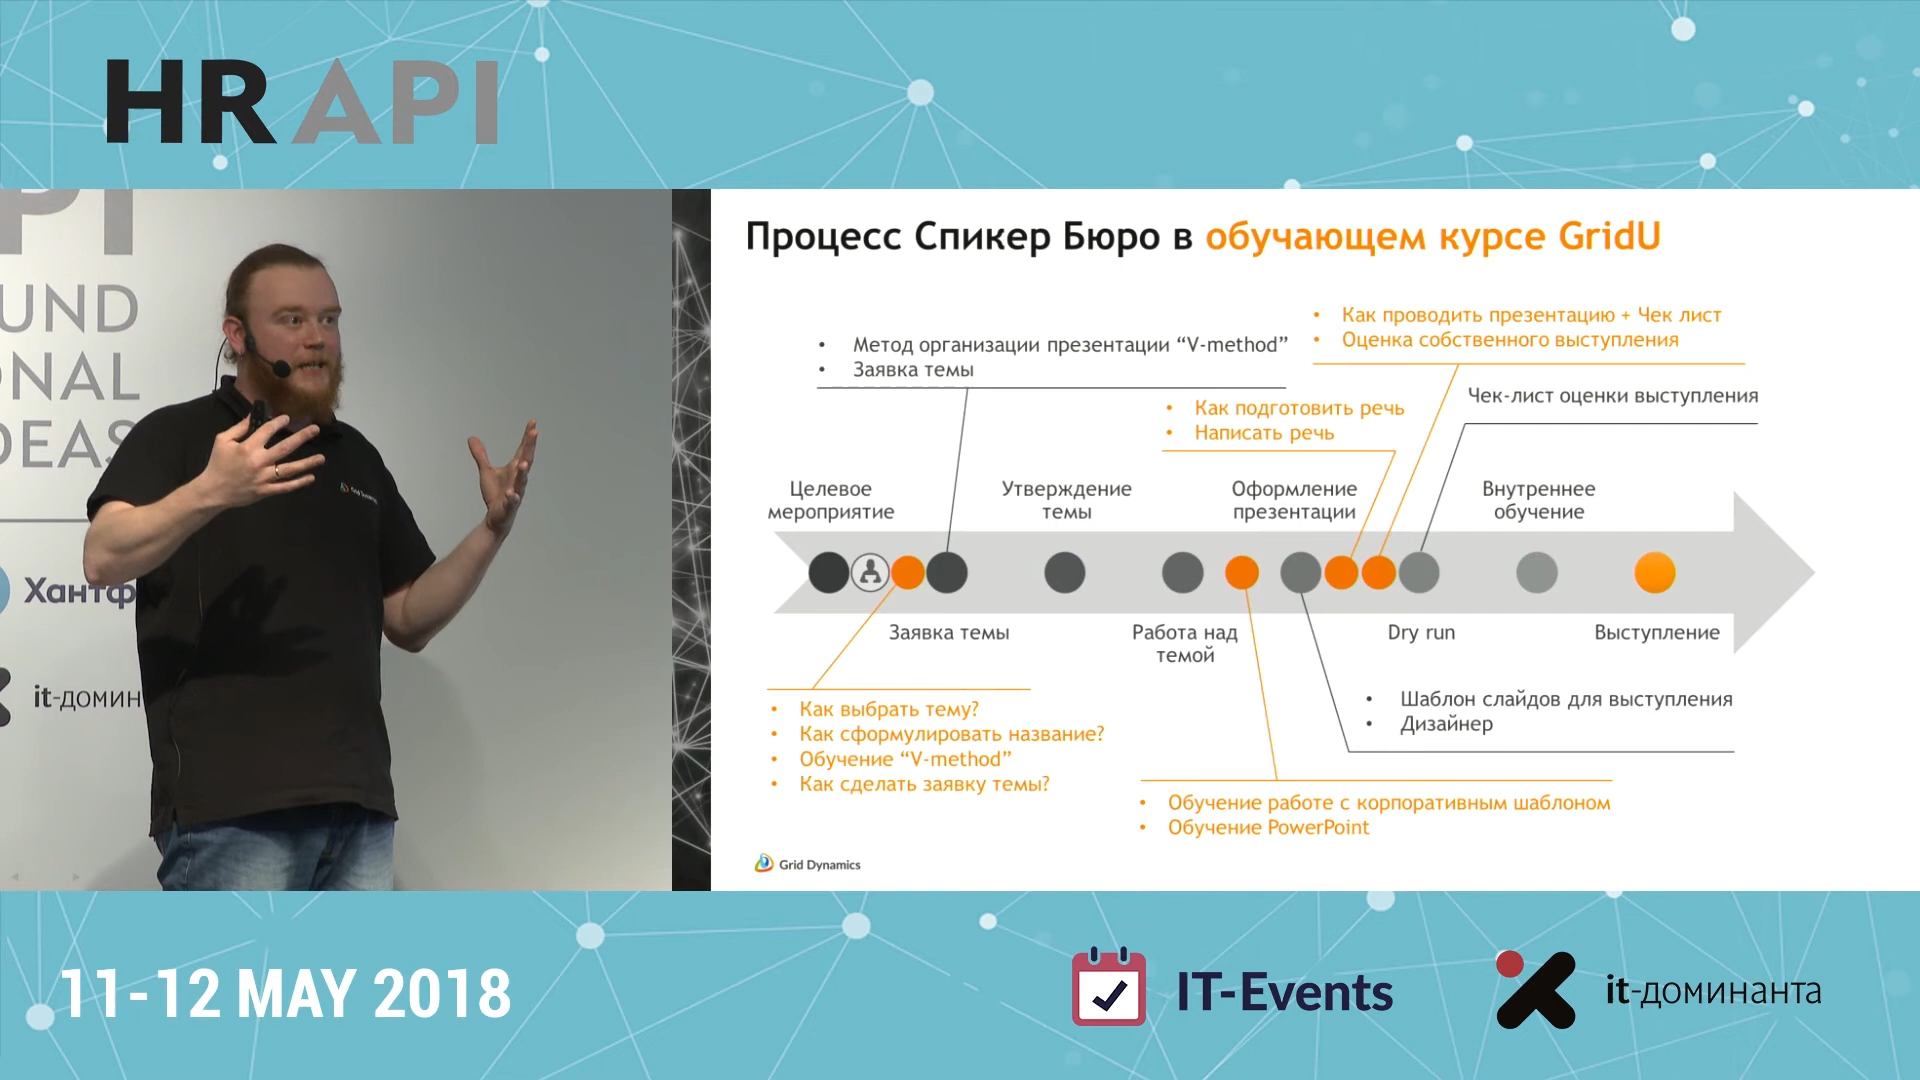 HR API
PI
UND
ONAL
DEAS
Хантф
it-домин
Процесс Спикер Бюро в обучающем курсе GridU
• Как проводить презентацию + Чек лист
• Оценка собственного выступления
• Метод организации презентации “V-method”
• Заявка темы
Чек-лист оценки выступления
• Как подготовить речь
• Написать речь
Целевое
мероприятие
Утверждение
темы
Оформление
презентации
Внутреннее
обучение
Заявка темы
Работа над
темой
Dry run
Выступление
• Как выбрать тему?
• Как сформулировать название?
• Обучение “V-method”
• Как сделать заявку темы?
• Шаблон слайдов для выступления
• Дизайнер
• Обучение работе с корпоративным шаблоном
• Обучение PowerPoint
Grid Dynamics
11-12 MAY 2018
IT-Events
it-доминанта